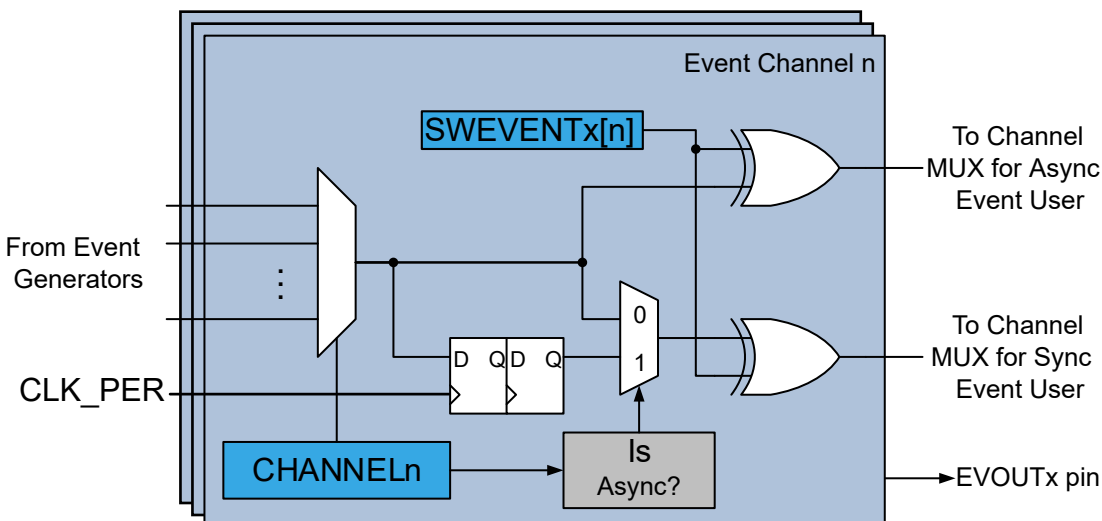 Event Channel n
SWEVENTx[n]
To Channel
MUX for Async
Event User
From Event
Generators
0
1
D Q D Q
To Channel
MUX for Sync
Event User
CLK_PER
CHANNELn
Is
Async?
EVOUTx pin